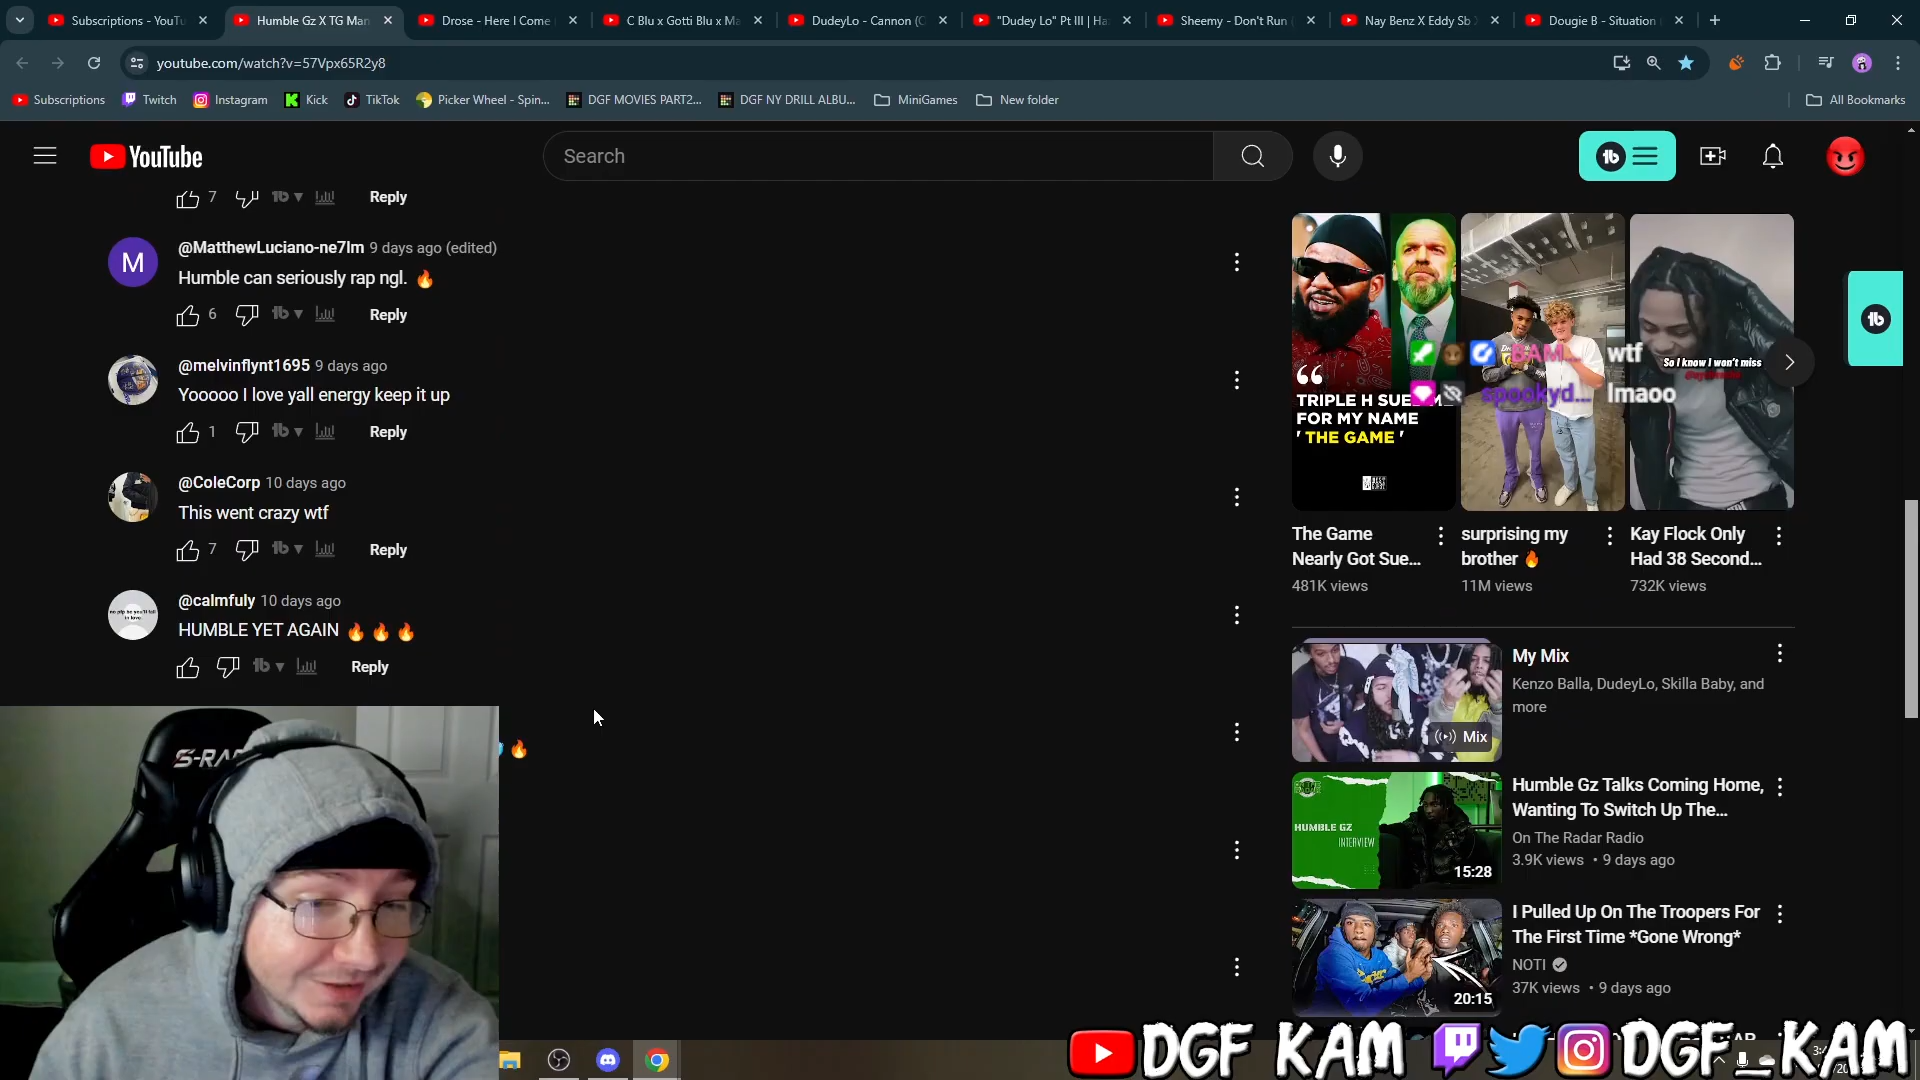 Subscriptions - YouTu
Humble Gz X TG Man
Drose - Here I Come
C Blu x Gotti Blu x Ma
DudeyLo - Cannon (O
"Dudey Lo" Pt III | Ha
Sheemy - Don't Run (
Nay Benz X Eddy Sb
Dougie B - Situation
youtube.com/watch?v=57Vpx65R2y8
Subscriptions
Twitch
Instagram
Kick
TikTok
Picker Wheel - Spin...
DGF MOVIES PART2...
DGF NY DRILL ALBU...
MiniGames
New folder
All Bookmarks
YouTube
Search
7 Reply
@MatthewLuciano-ne7lm 9 days ago (edited)
Humble can seriously rap ngl. 🔥
6 Reply
@melvinflynt1695 9 days ago
Yooooo I love yall energy keep it up
1 Reply
@ColeCorp 10 days ago
This went crazy wtf
7 Reply
@calmfuly 10 days ago
HUMBLE YET AGAIN 🔥 🔥 🔥
Reply
🔥
S-RA
TRIPLE H SUE
FOR MY NAME
' THE GAME '
So I know I won't miss
BAM... wtf
spookyd... lmaoo
The Game
Nearly Got Sue...
481K views
surprising my
brother 🔥
11M views
Kay Flock Only
Had 38 Second...
732K views
Mix
My Mix
Kenzo Balla, DudeyLo, Skilla Baby, and
more
HUMBLE GZ
INTERVIEW
15:28
Humble Gz Talks Coming Home,
Wanting To Switch Up The...
On The Radar Radio
3.9K views • 9 days ago
20:15
I Pulled Up On The Troopers For
The First Time *Gone Wrong*
NOTI
37K views • 9 days ago
DGF KAM
DGF_KAM